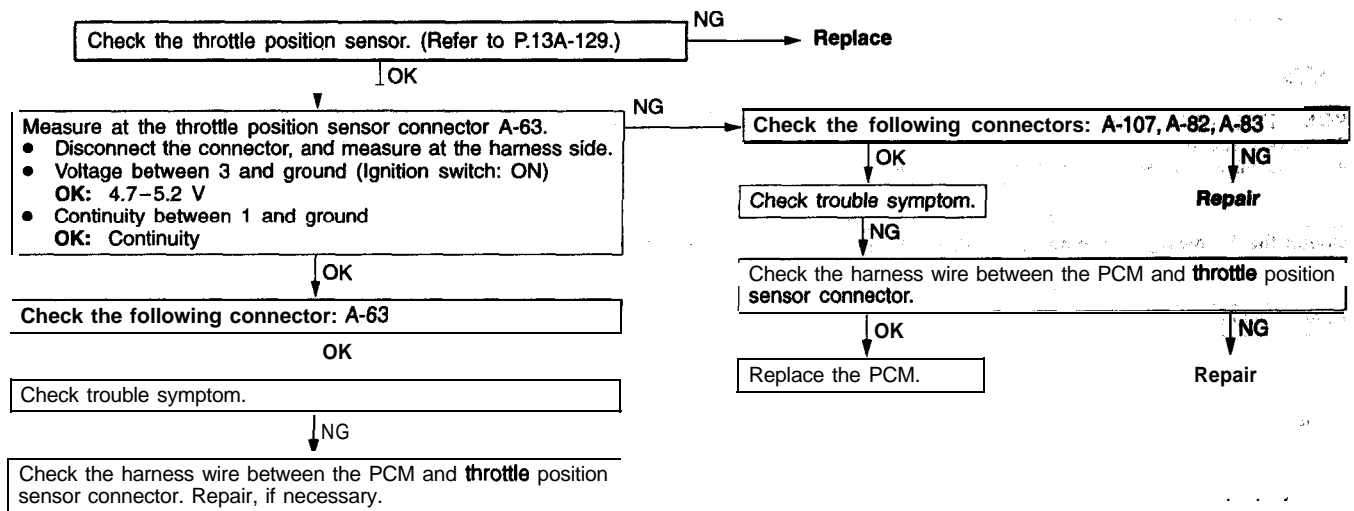 Check the throttle position sensor. (Refer to P.13A-129.)
NG
Replace
OK
Measure at the throttle position sensor connector A-63.
● Disconnect the connector, and measure at the harness side.
● Voltage between 3 and ground (Ignition switch: ON)
OK: 4.7–5.2 V
● Continuity between 1 and ground
OK: Continuity
NG
Check the following connectors: A-107, A-82, A-83
OK
NG
Check trouble symptom.
Repair
NG
Check the harness wire between the PCM and throttle position
sensor connector.
OK
NG
Replace the PCM.
Repair
OK
Check the following connector: A-63
OK
Check trouble symptom.
NG
Check the harness wire between the PCM and throttle position
sensor connector. Repair, if necessary.